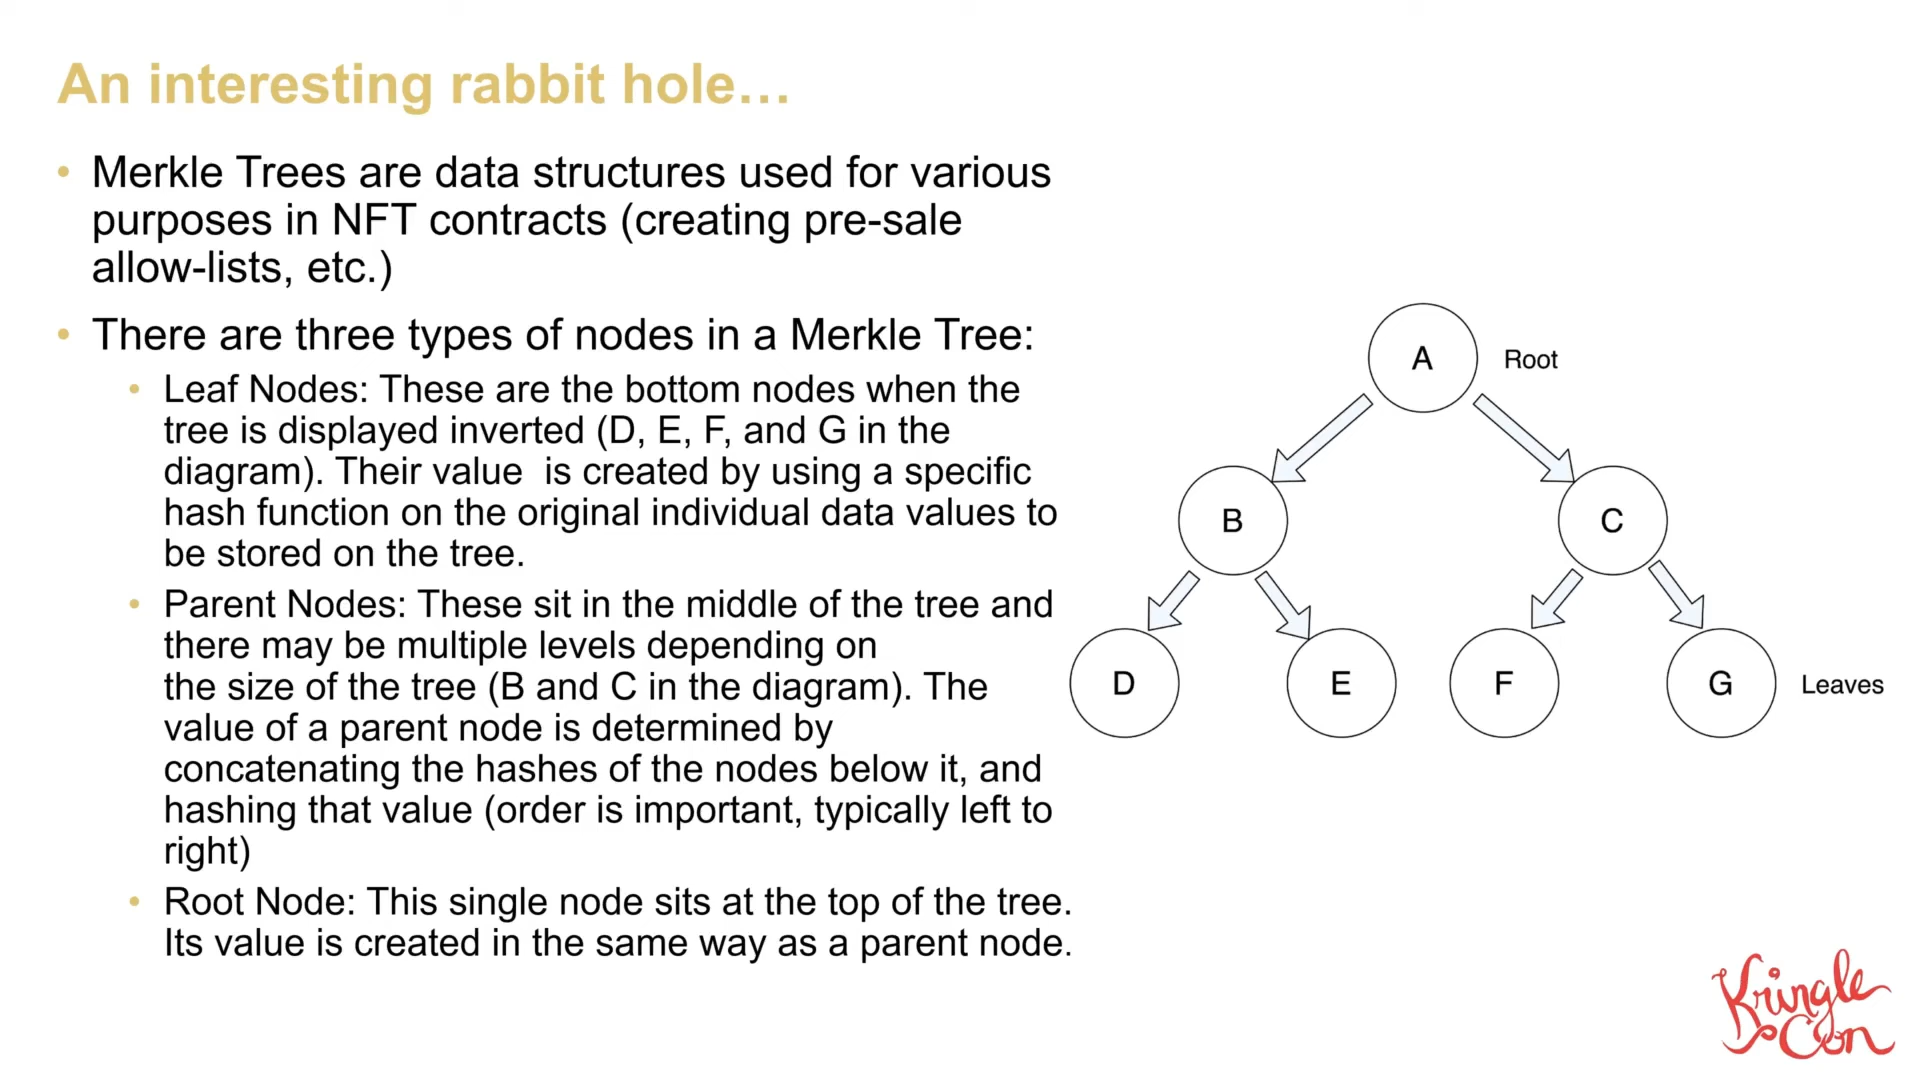 An interesting rabbit hole…
• Merkle Trees are data structures used for various
purposes in NFT contracts (creating pre-sale
allow-lists, etc.)
• There are three types of nodes in a Merkle Tree:
• Leaf Nodes: These are the bottom nodes when the
tree is displayed inverted (D, E, F, and G in the
diagram). Their value  is created by using a specific
hash function on the original individual data values to
be stored on the tree.
• Parent Nodes: These sit in the middle of the tree and
there may be multiple levels depending on
the size of the tree (B and C in the diagram). The
value of a parent node is determined by
concatenating the hashes of the nodes below it, and
hashing that value (order is important, typically left to
right)
• Root Node: This single node sits at the top of the tree.
Its value is created in the same way as a parent node.
A Root
B C
D E F G Leaves
Kringle
Con